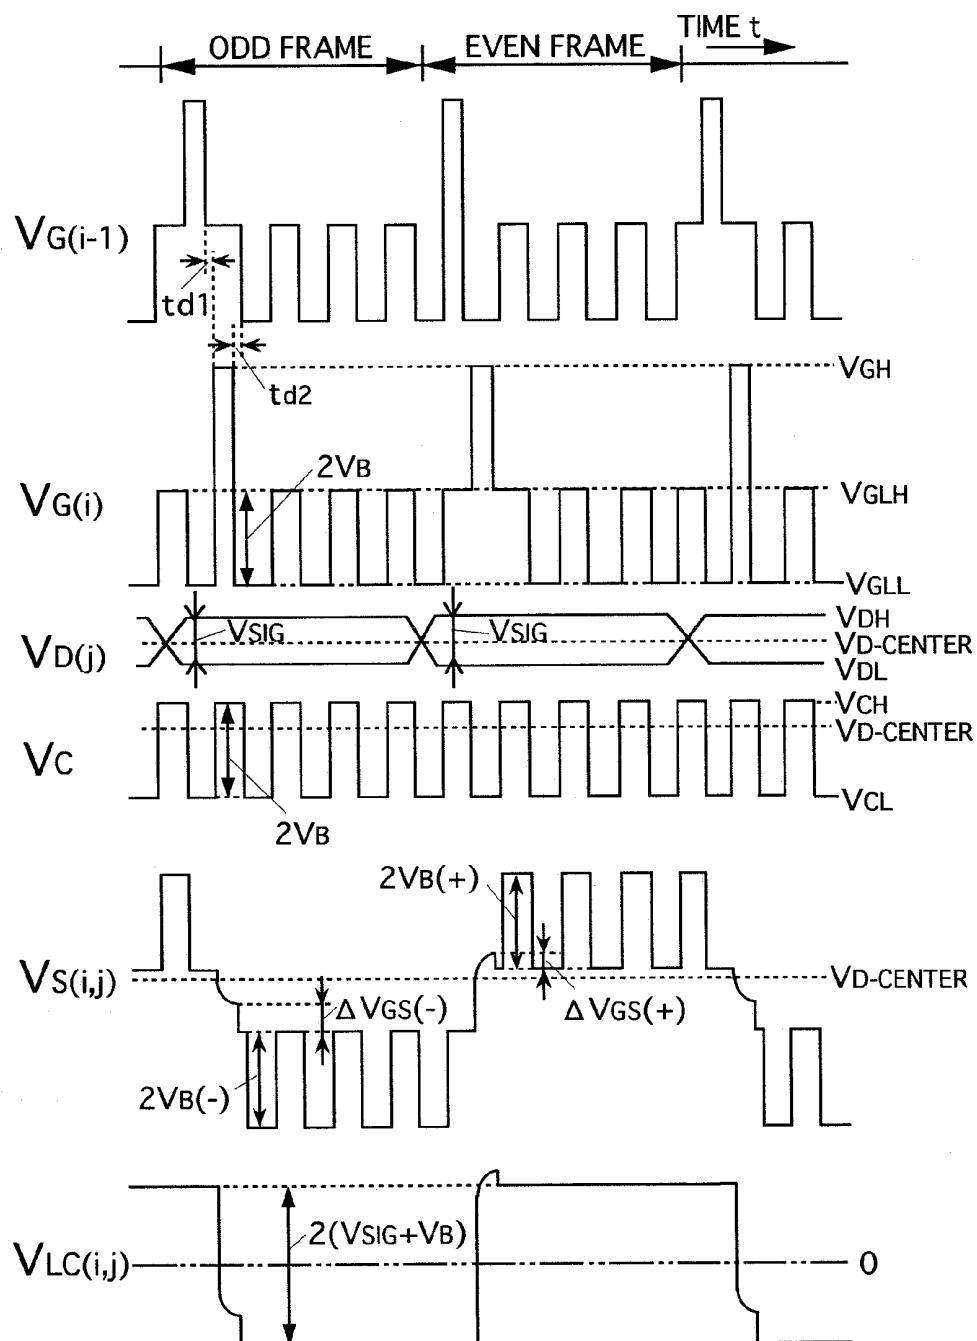 TIME t
ODD FRAME
EVEN FRAME
VG(i-1)
td1
td2
VGH
2VB
VG(i)
VGLH
VGLL
VDH
VSIG
VSIG
VD-CENTER
VD(j)
VDL
VCH
VD-CENTER
VC
VCL
2VB
2VB(+)
VS(i,j)
VD-CENTER
ΔVGS(-)
ΔVGS(+)
2VB(-)
2(VSIG+VB)
VLC(i,j)
0